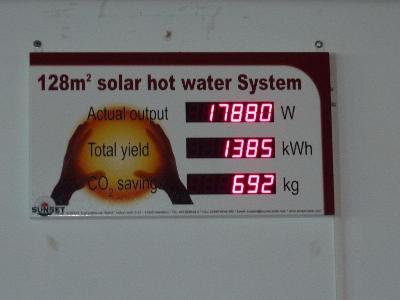 128m² solar hot water System
Actual output 17880 W
Total yield 1385 kWh
CO₂ saving 692 kg
SUNSET